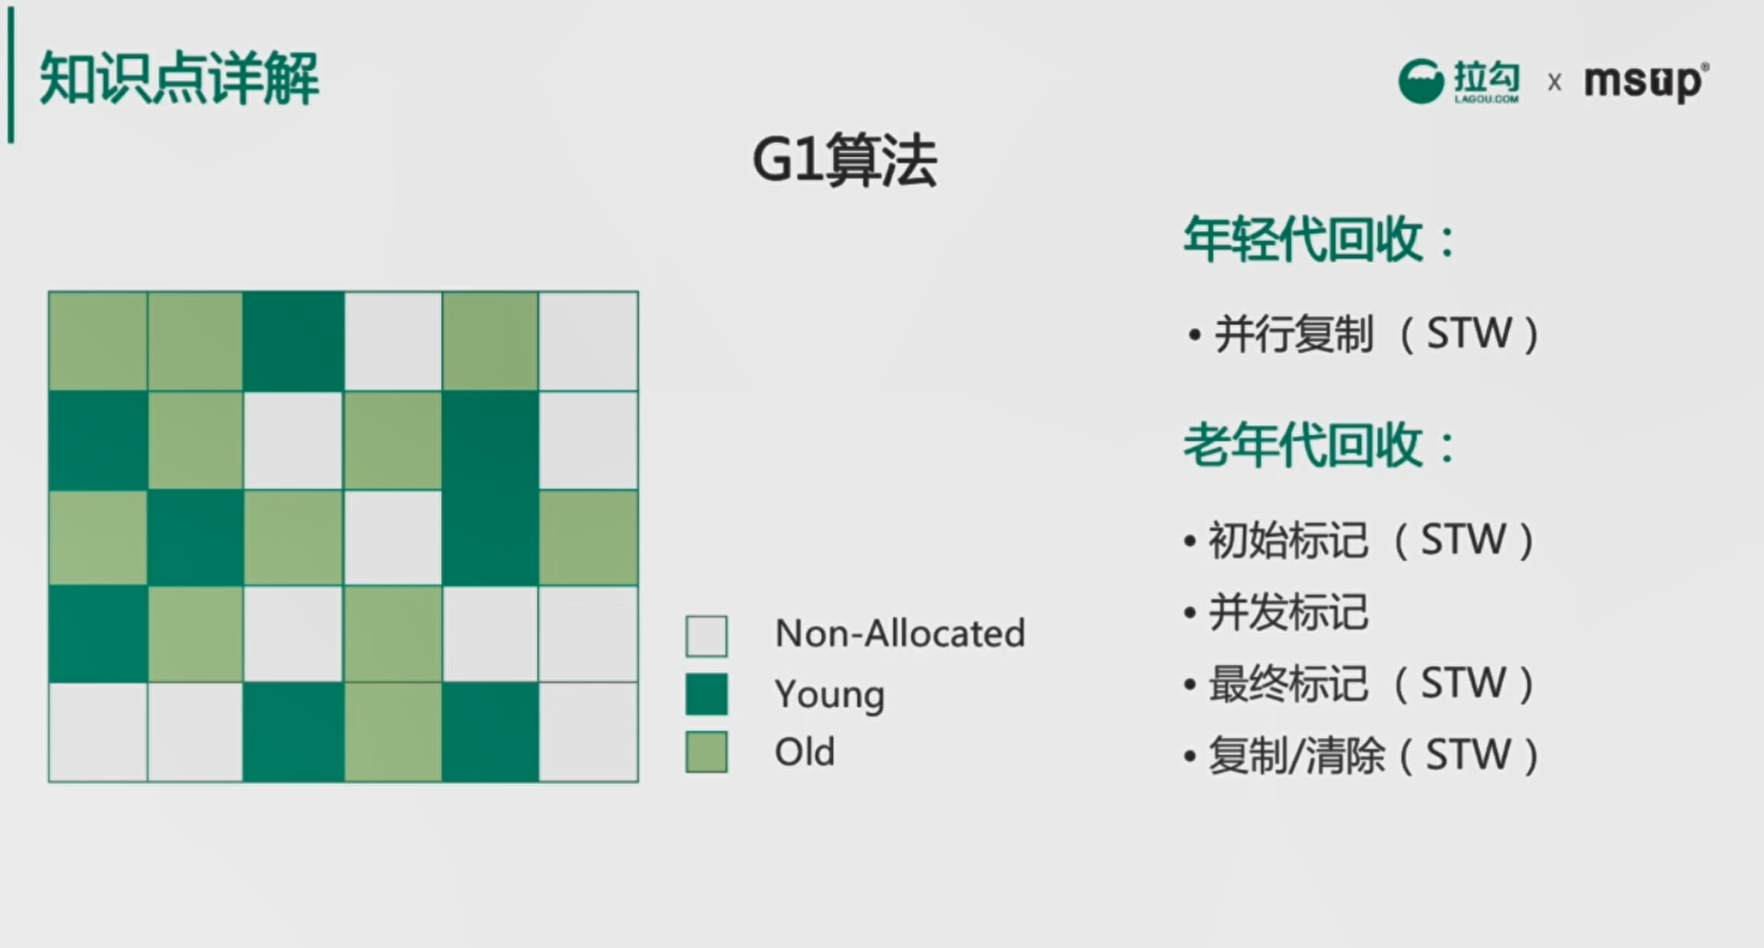 知识点详解
拉勾
LAGOU.COM
x
msup®
G1算法
Non-Allocated
Young
Old
年轻代回收：
• 并行复制 （STW）
老年代回收：
• 初始标记 （STW）
• 并发标记
• 最终标记 （STW）
• 复制/清除（STW）